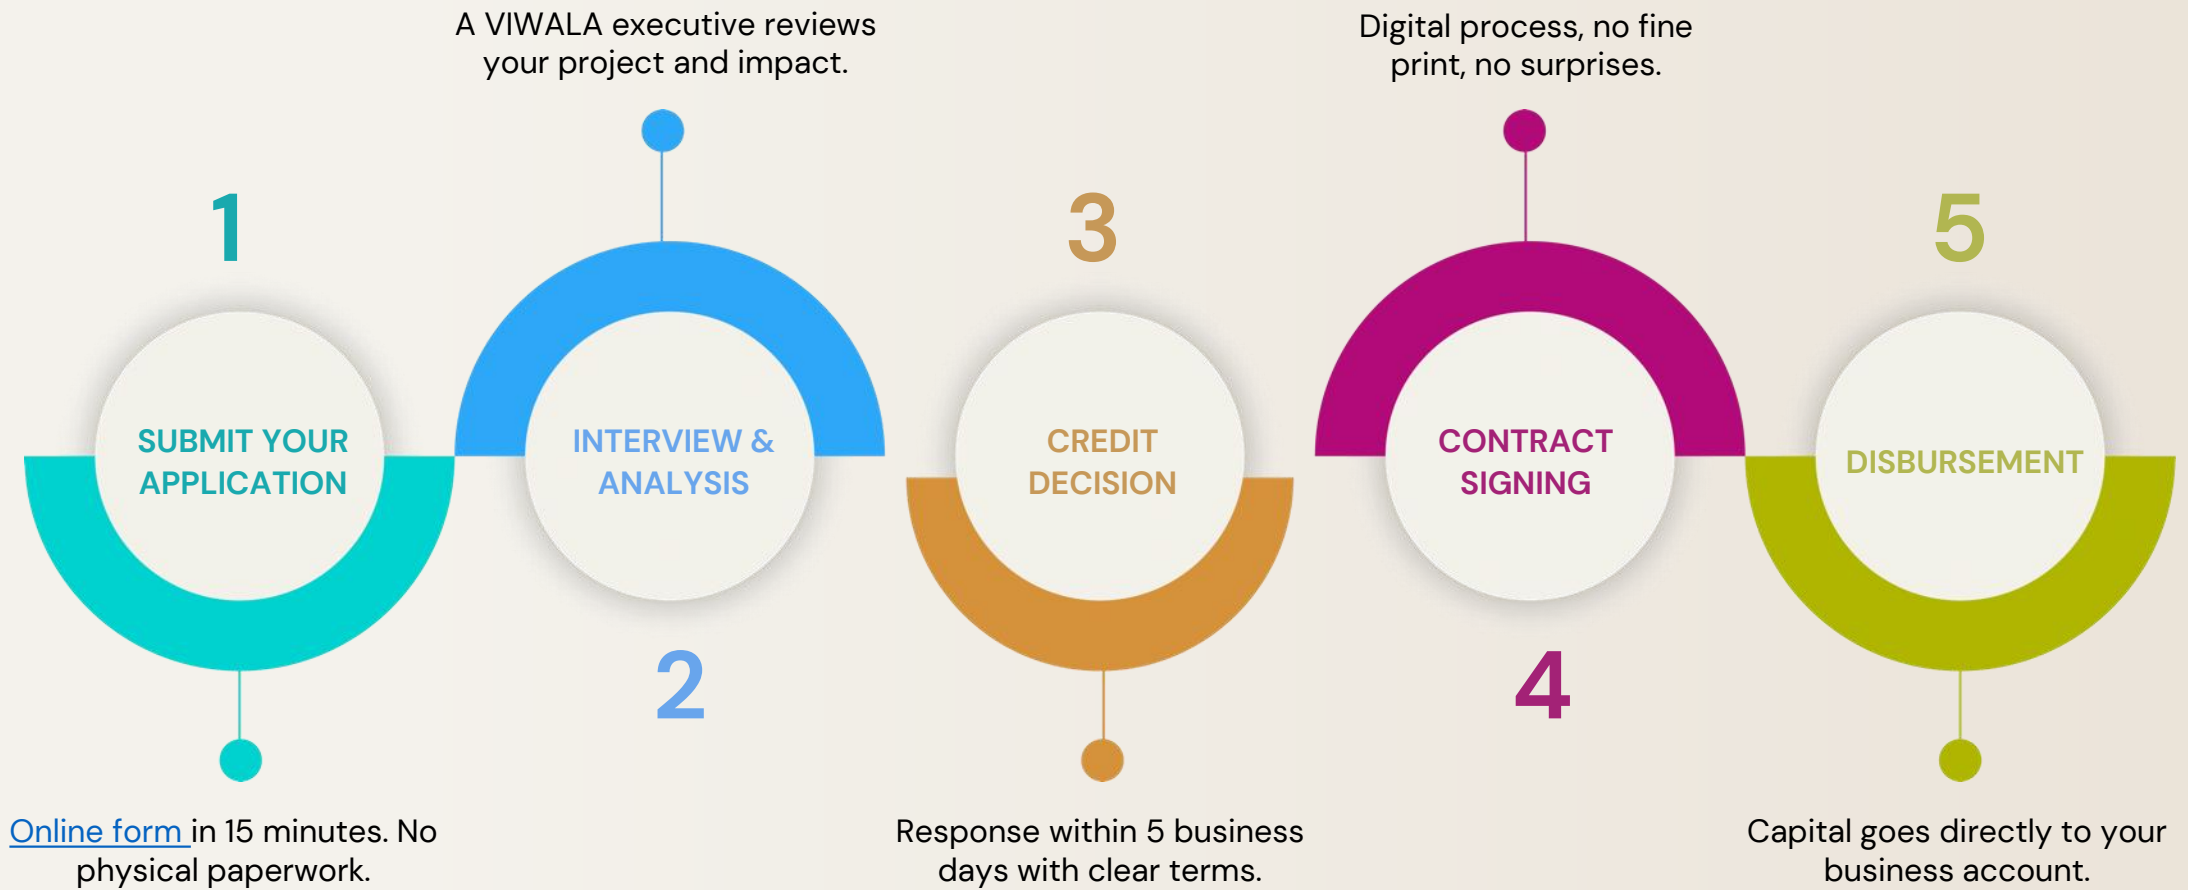 1
SUBMIT YOUR
APPLICATION
Online form in 15 minutes. No
physical paperwork.
A VIWALA executive reviews
your project and impact.
INTERVIEW &
ANALYSIS
2
3
CREDIT
DECISION
Response within 5 business
days with clear terms.
Digital process, no fine
print, no surprises.
CONTRACT
SIGNING
4
5
DISBURSEMENT
Capital goes directly to your
business account.